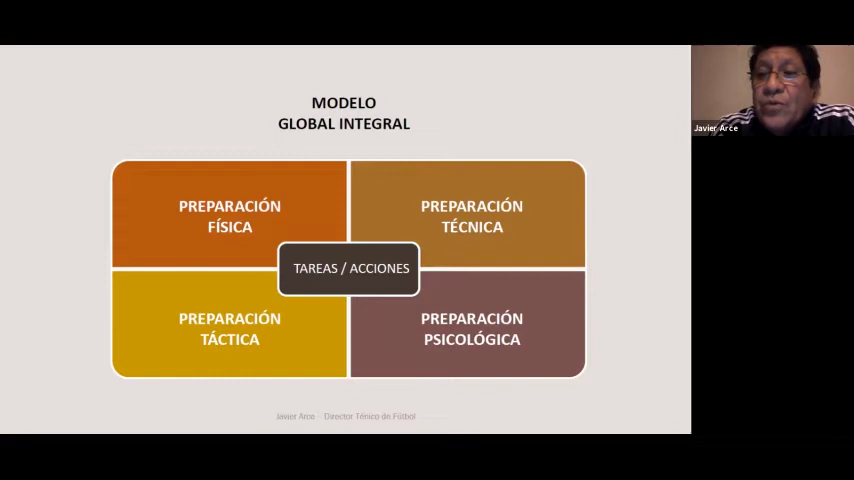 MODELO
GLOBAL INTEGRAL
PREPARACIÓN
FÍSICA
PREPARACIÓN
TÉCNICA
TAREAS / ACCIONES
PREPARACIÓN
TÁCTICA
PREPARACIÓN
PSICOLÓGICA
Javier Arce - Director Ténico de Fútbol
Javier Arce